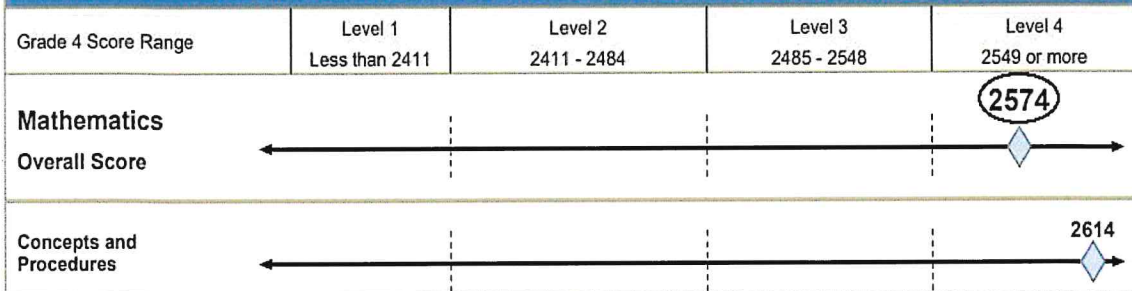 Grade 4 Score Range
Level 1
Less than 2411
Level 2
2411 - 2484
Level 3
2485 - 2548
Level 4
2549 or more
Mathematics
Overall Score
2574
Concepts and
Procedures
2614